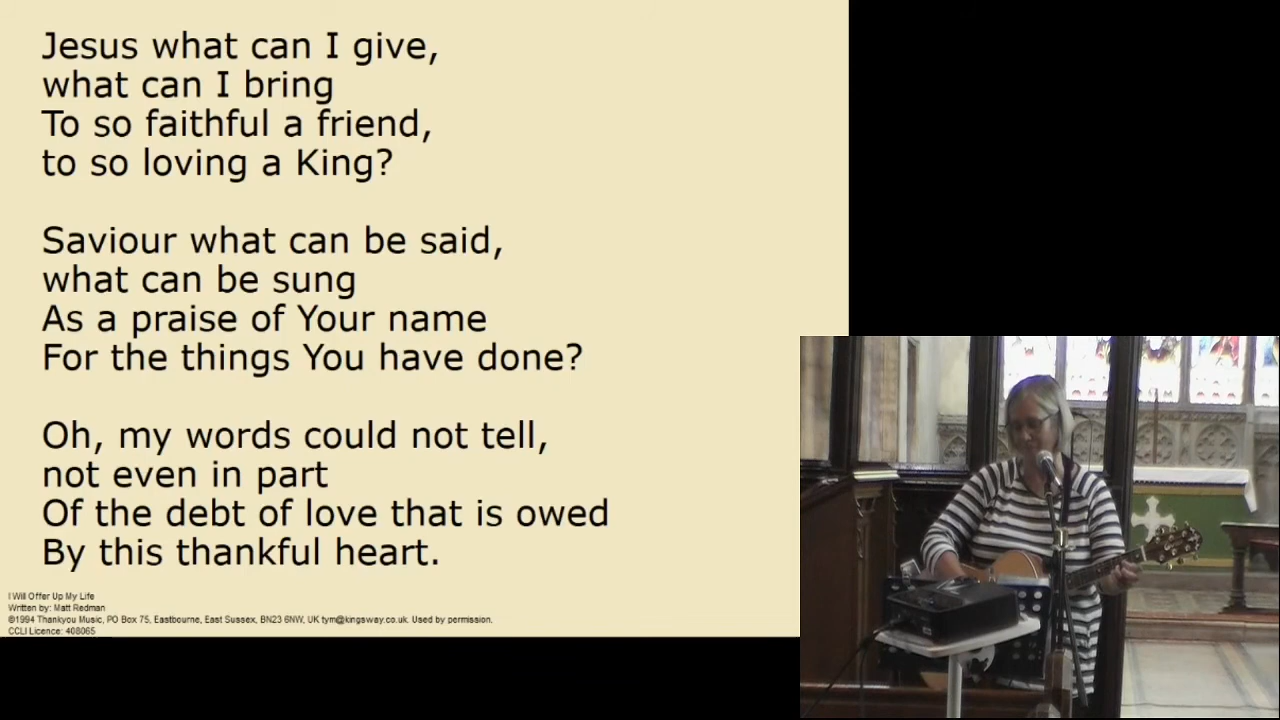 Jesus what can I give,
what can I bring
To so faithful a friend,
to so loving a King?
Saviour what can be said,
what can be sung
As a praise of Your name
For the things You have done?
Oh, my words could not tell,
not even in part
Of the debt of love that is owed
By this thankful heart.
I Will Offer Up My Life
Written by: Matt Redman
©1994 Thankyou Music, PO Box 75, Eastbourne, East Sussex, BN23 6NW, UK tym@kingsway.co.uk. Used by permission.
CCLI Licence: 408065